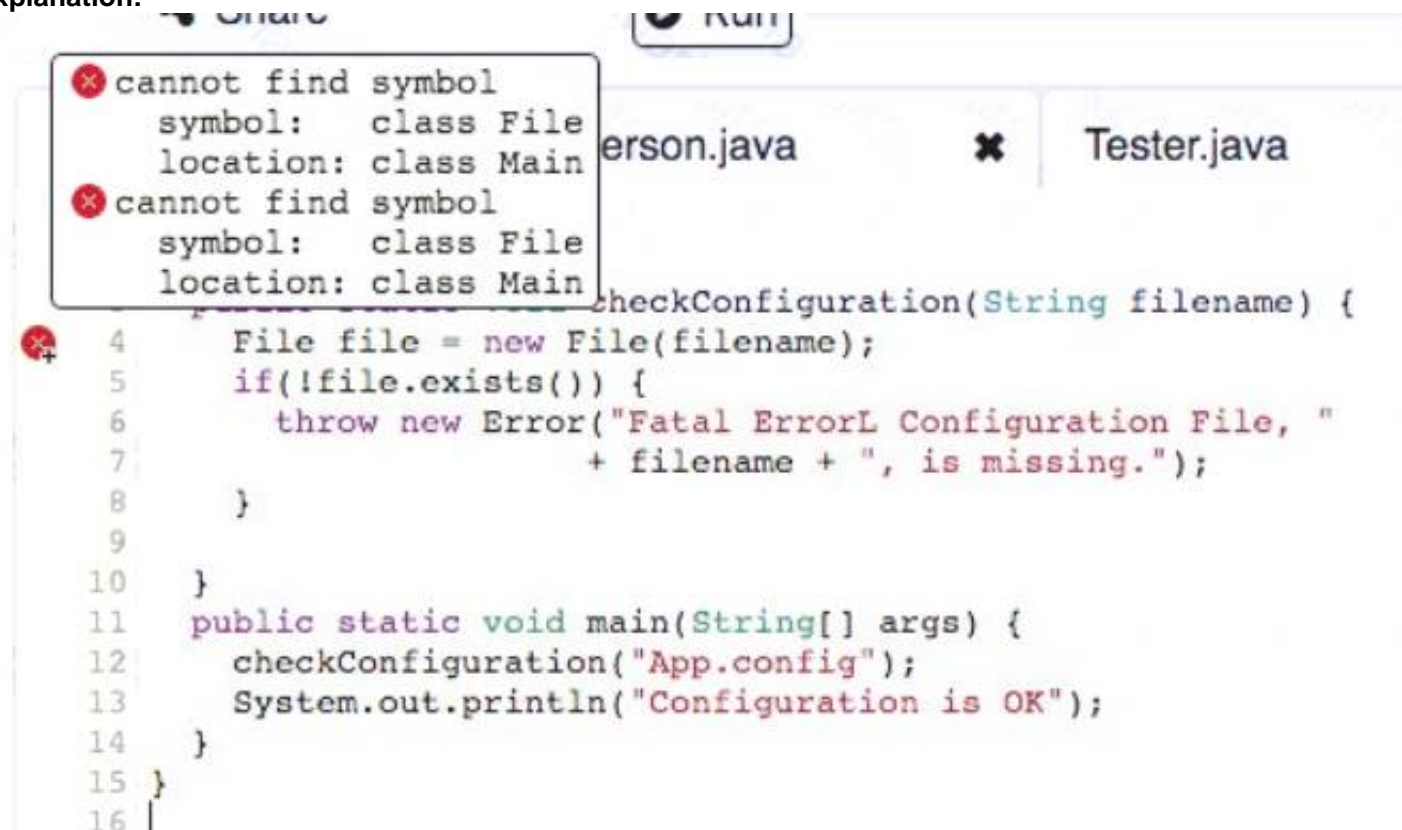 xplanation:
Share Run
cannot find symbol
symbol: class File
location: class Main
cannot find symbol
symbol: class File
location: class Main
erson.java ✖ Tester.java
checkConfiguration(String filename) {
4 File file = new File(filename);
5 if(!file.exists()) {
6 throw new Error("Fatal ErrorL Configuration File, "
7 + filename + ", is missing.");
8 }
9
10 }
11 public static void main(String[] args) {
12 checkConfiguration("App.config");
13 System.out.println("Configuration is OK");
14 }
15 }
16